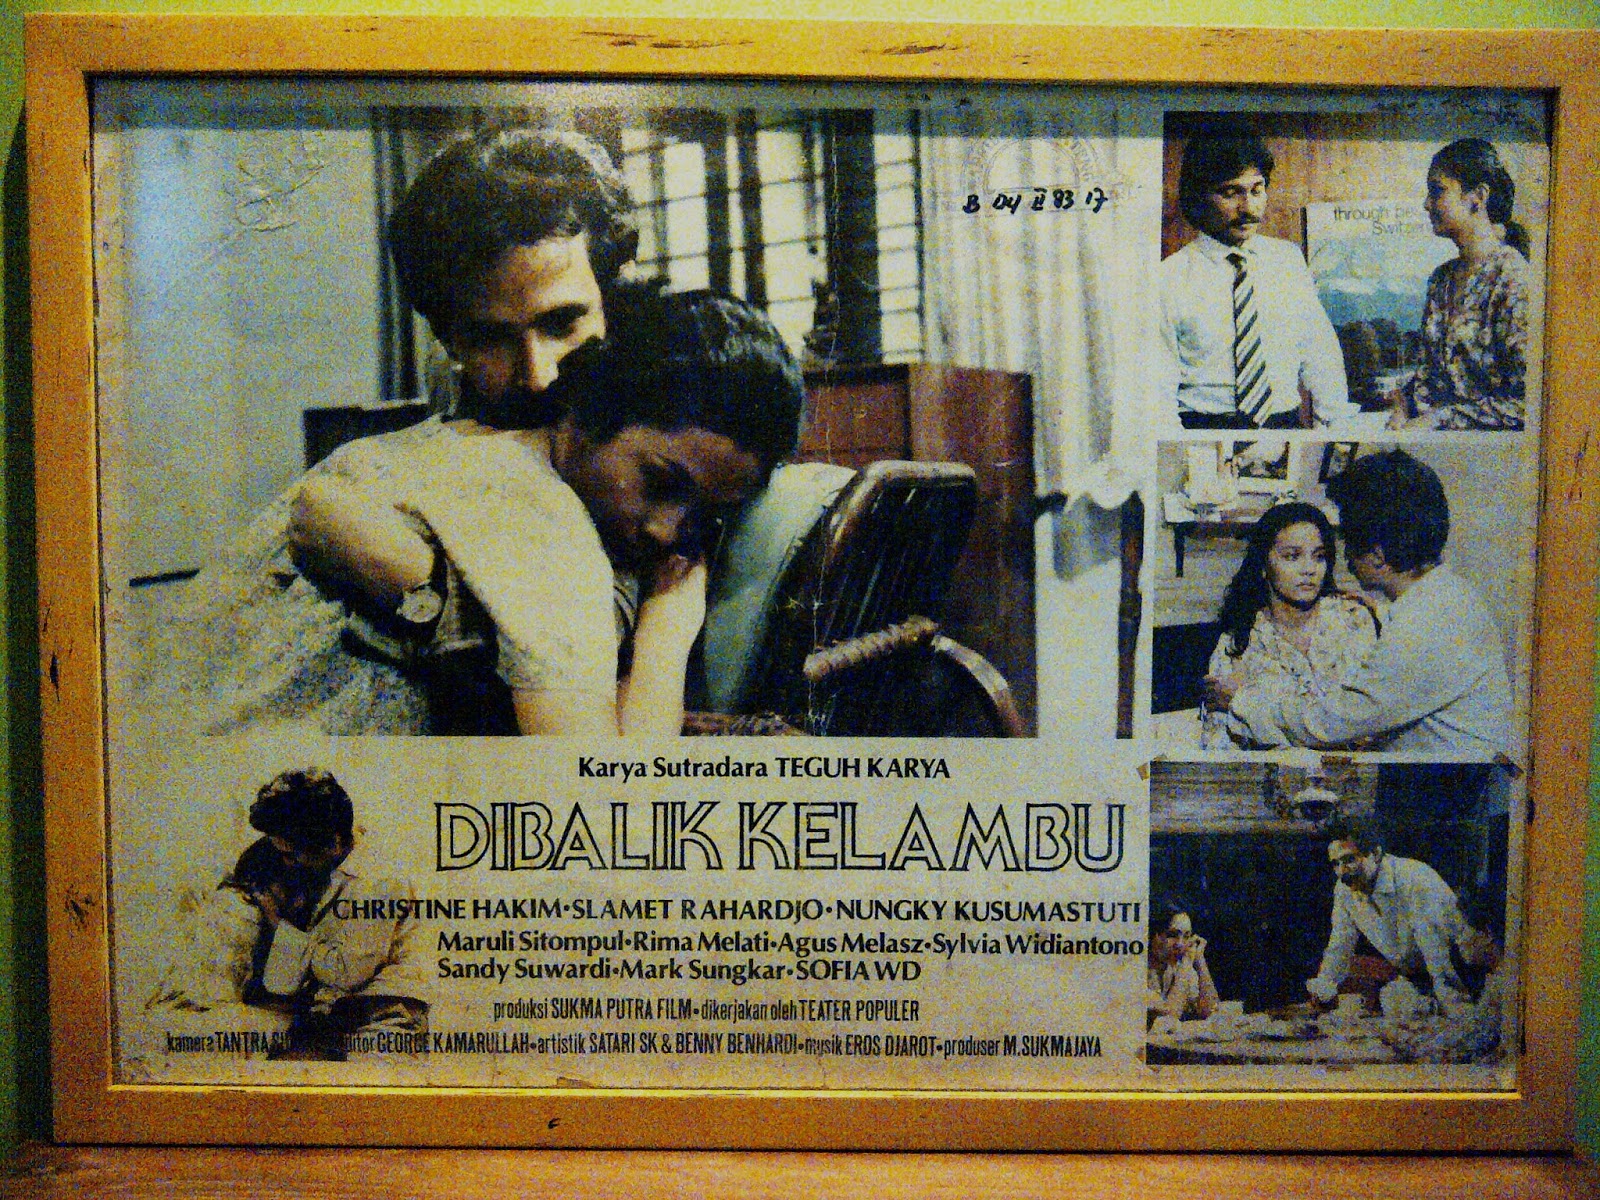 B 04 II 83 17
through
Karya Sutradara TEGUH KARYA
DIBALIK KELAMBU
CHRISTINE HAKIM•SLAMET RAHARDJO•NUNGKY KUSUMASTUTI
Maruli Sitompul•Rima Melati•Agus Melasz•Sylvia Widiantono
Sandy Suwardi•Mark Sungkar•SOFIA WD
produksi SUKMA PUTRA FILM•dikerjakan oleh TEATER POPULER
kamera TANTRA GEORGE KAMARULLAH•artistik SATARI SK & BENNY BENHARDI•musik EROS DJAROT•produser M.SUKMAJAYA